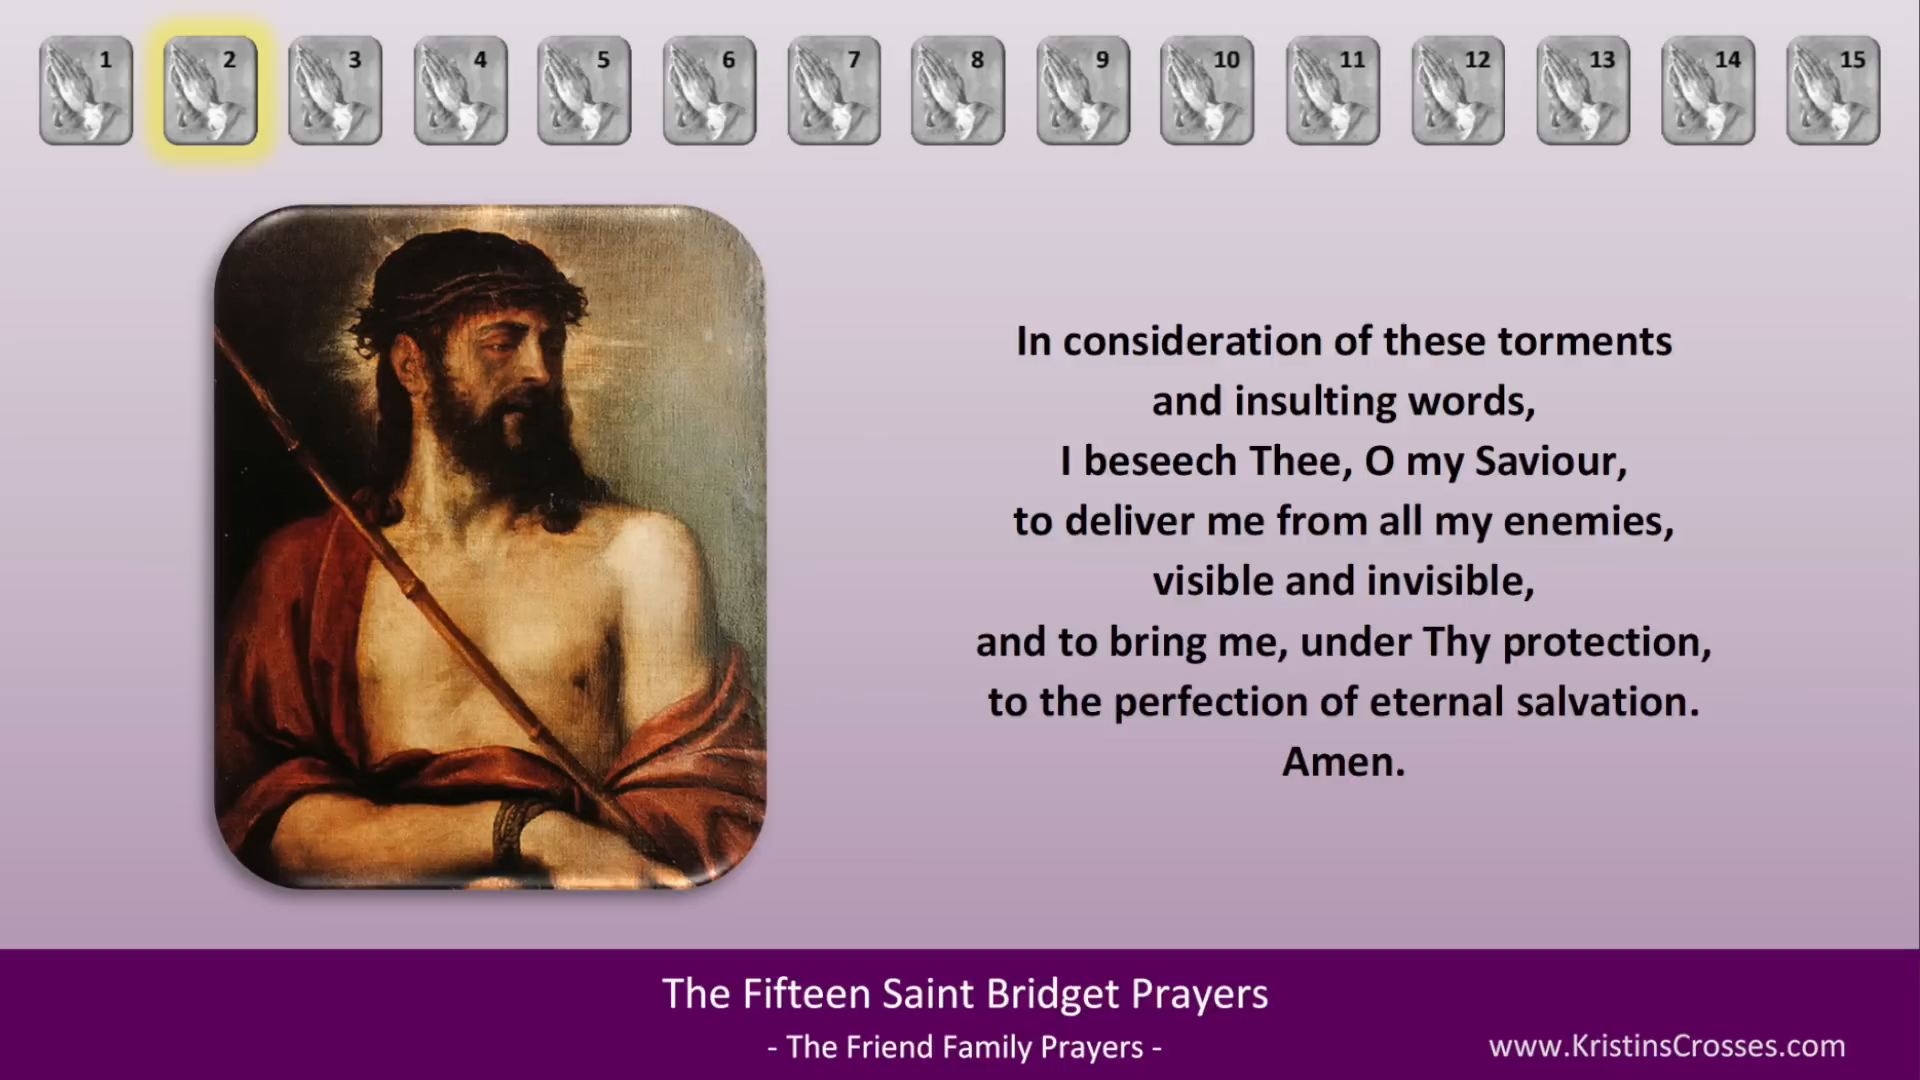 1 2 3 4 5 6 7 8 9 10 11 12 13 14 15
In consideration of these torments
and insulting words,
I beseech Thee, O my Saviour,
to deliver me from all my enemies,
visible and invisible,
and to bring me, under Thy protection,
to the perfection of eternal salvation.
Amen.
The Fifteen Saint Bridget Prayers
- The Friend Family Prayers -
www.KristinsCrosses.com